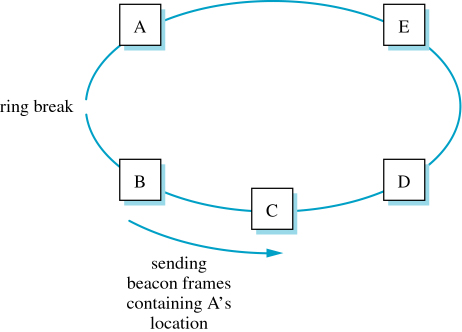 A
E
ring break
B
D
C
sending
beacon frames
containing A's
location